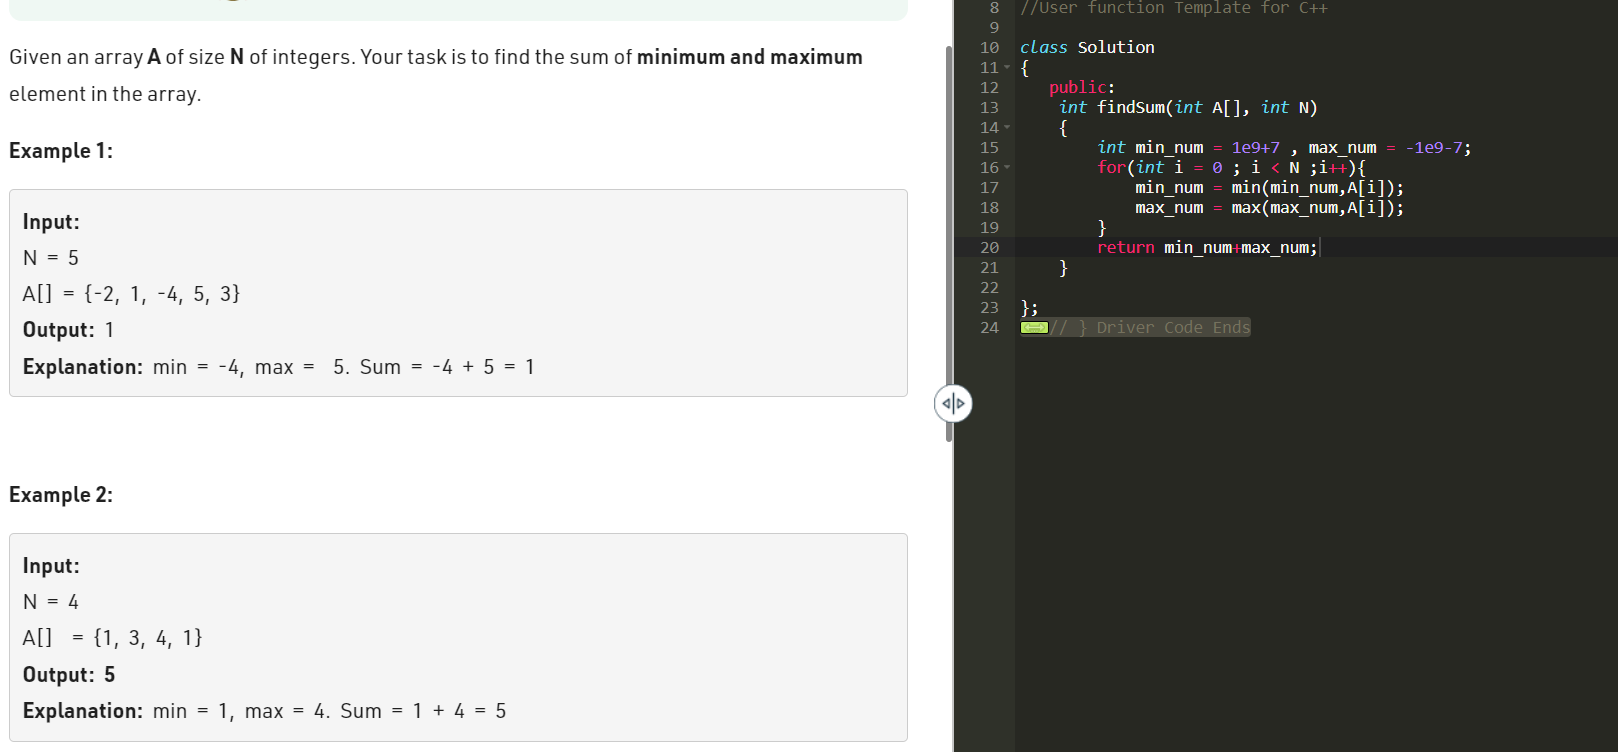 Given an array A of size N of integers. Your task is to find the sum of minimum and maximum
element in the array.
Example 1:
Input:
N = 5
A[] = {-2, 1, -4, 5, 3}
Output: 1
Explanation: min = -4, max =  5. Sum = -4 + 5 = 1
Example 2:
Input:
N = 4
A[]  = {1, 3, 4, 1}
Output: 5
Explanation: min = 1, max = 4. Sum = 1 + 4 = 5
8 //User function Template for C++
9
10 class Solution
11 {
12    public:
13     int findSum(int A[], int N)
14     {
15         int min_num = 1e9+7 , max_num = -1e9-7;
16         for(int i = 0 ; i < N ;i++){
17             min_num = min(min_num,A[i]);
18             max_num = max(max_num,A[i]);
19         }
20         return min_num+max_num;
21     }
22
23 };
24 // } Driver Code Ends